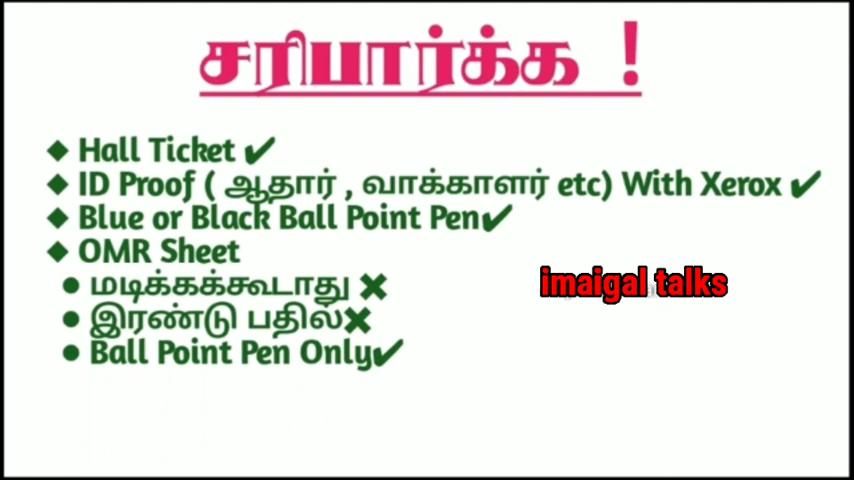 சரிபார்க்க !
◆ Hall Ticket ✔
◆ ID Proof ( ஆதார் , வாக்காளர் etc) With Xerox ✔
◆ Blue or Black Ball Point Pen✔
◆ OMR Sheet
● மடிக்கக்கூடாது ✖
● இரண்டு பதில்✖
● Ball Point Pen Only✔
imaigal talks